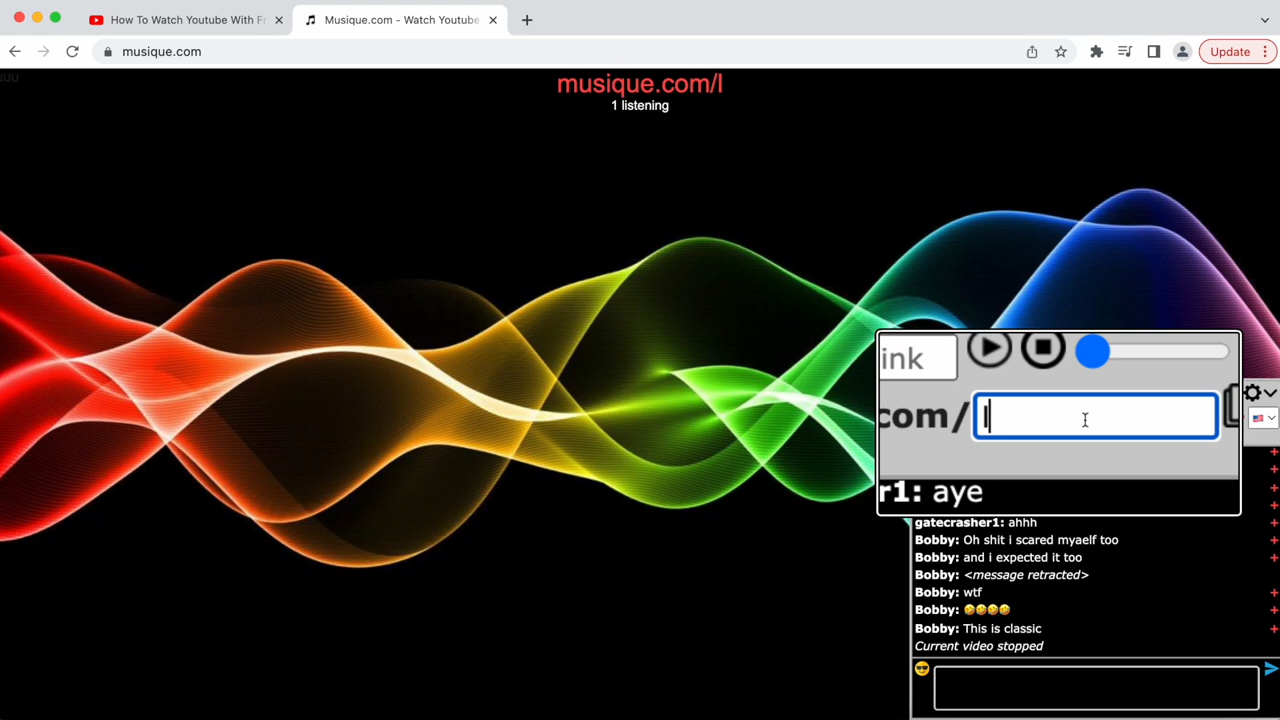 How To Watch Youtube With Fr
Musique.com - Watch Youtube
musique.com
Update
musique.com/l
1 listening
ink
com/
l
r1: aye
gatecrasher1: ahhh
Bobby: Oh shit i scared myaelf too
Bobby: and i expected it too
Bobby: <message retracted>
Bobby: wtf
Bobby: 🤣🤣🤣🤣
Bobby: This is classic
Current video stopped